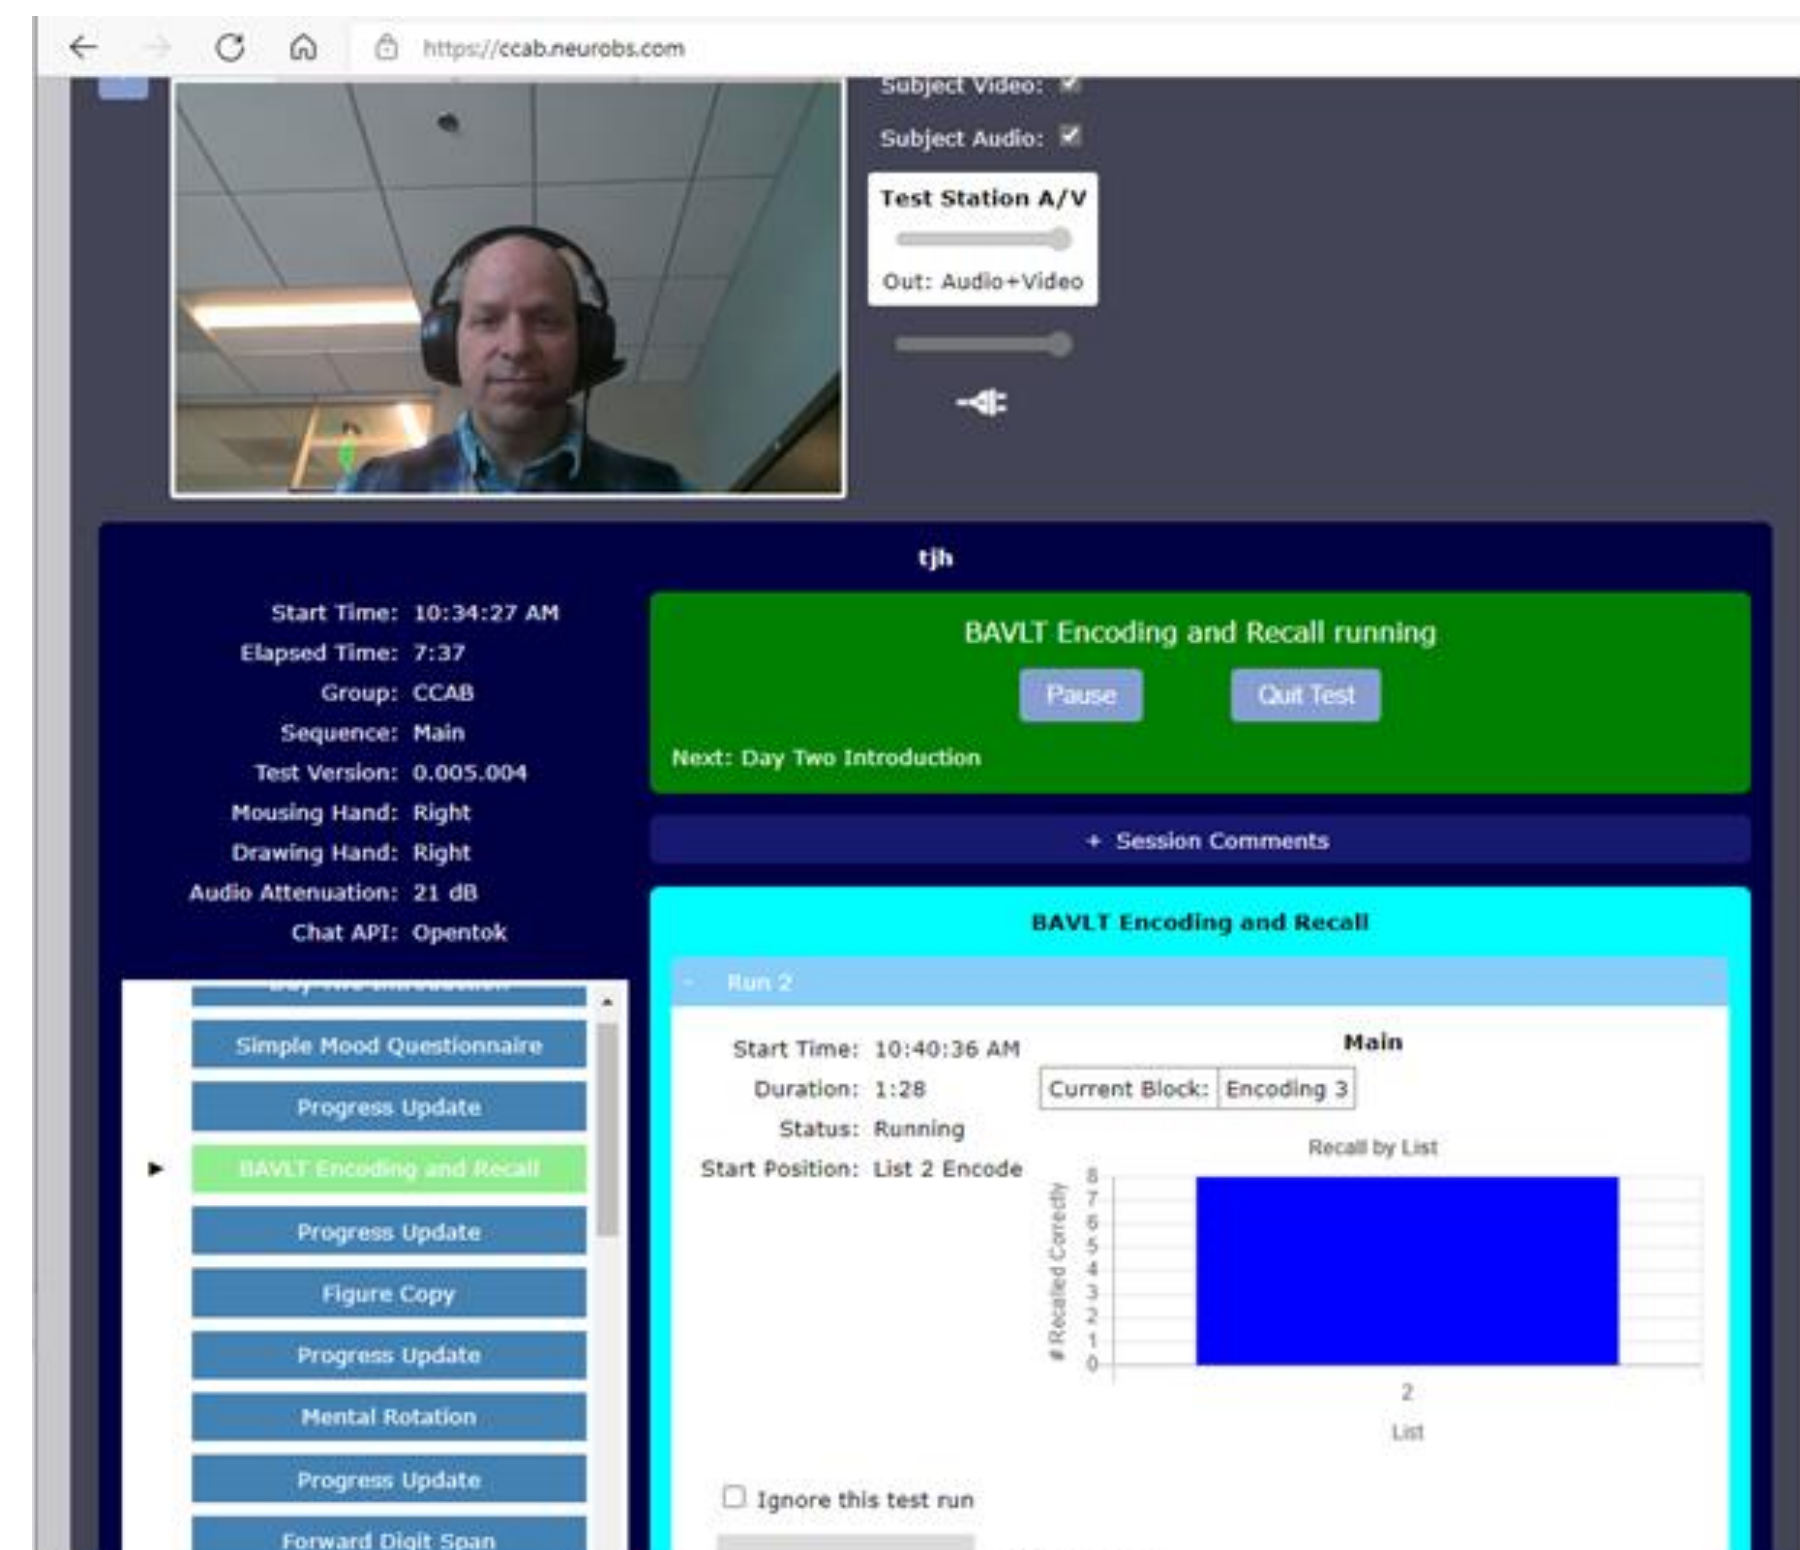 https://ccab.neurobs.com
Subject Video:
Subject Audio:
Test Station A/V
Out: Audio+Video
tjh
Start Time: 10:34:27 AM
Elapsed Time: 7:37
Group: CCAB
Sequence: Main
Test Version: 0.005.004
Mousing Hand: Right
Drawing Hand: Right
Audio Attenuation: 21 dB
Chat API: Opentok
BAVLT Encoding and Recall running
Pause Quit Test
Next: Day Two Introduction
+ Session Comments
Day Two Introduction
Simple Mood Questionnaire
Progress Update
BAVLT Encoding and Recall
Progress Update
Figure Copy
Progress Update
Mental Rotation
Progress Update
Forward Digit Span
BAVLT Encoding and Recall
- Run 2
Start Time: 10:40:36 AM
Duration: 1:28
Status: Running
Start Position: List 2 Encode
Main
Current Block: Encoding 3
Recall by List
# Recalled Correctly
8
7
6
5
4
3
2
1
0
2
List
Ignore this test run